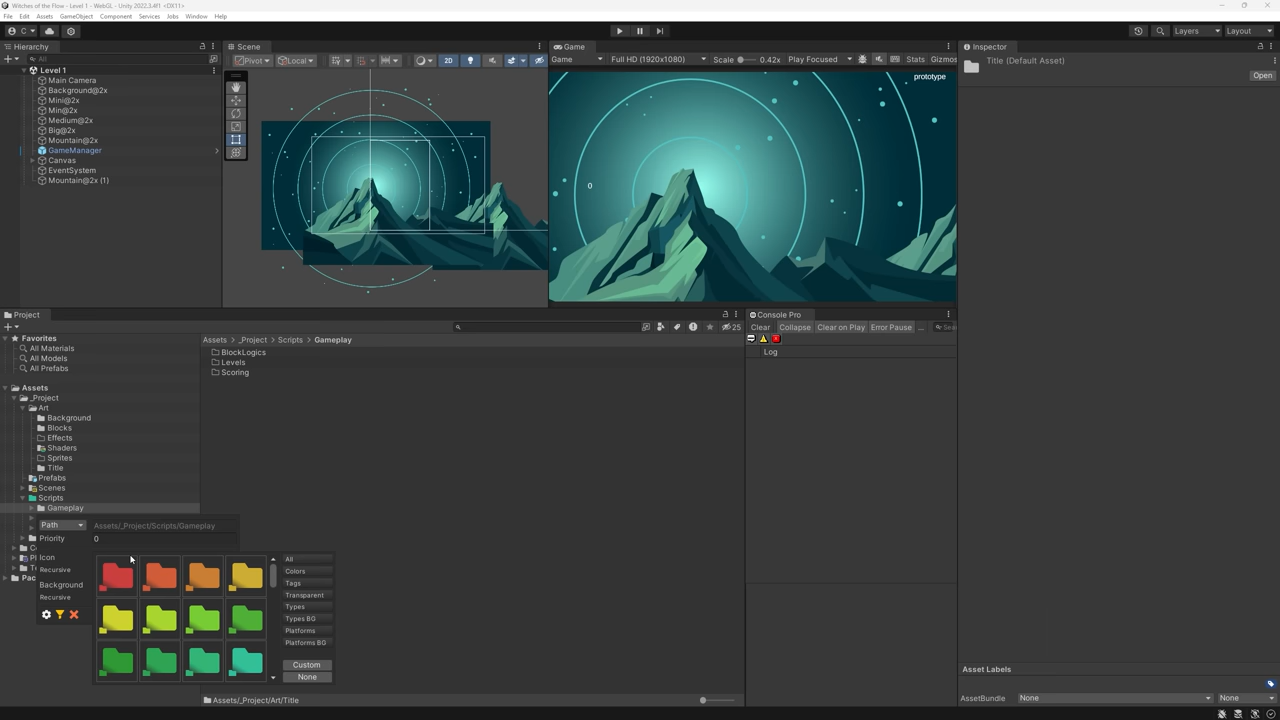 Witches of the Flow - Level 1 - WebGL - Unity 2022.3.4f1 <DX11>
File Edit Assets GameObject Component Services Jobs Window Help
C
Layers Layout
Hierarchy
All
Level 1
Main Camera
Background@2x
Mini@2x
Min@2x
Medium@2x
Big@2x
Mountain@2x
GameManager
Canvas
EventSystem
Mountain@2x (1)
Scene
Pivot Local 2D
Game
Game Full HD (1920x1080) Scale 0.42x Play Focused Stats Gizmos
prototype
0
Inspector
Title (Default Asset)
Open
Project
25
Favorites
All Materials
All Models
All Prefabs
Assets
_Project
Art
Background
Blocks
Effects
Shaders
Sprites
Title
Prefabs
Scenes
Scripts
Gameplay
Assets > _Project > Scripts > Gameplay
BlockLogics
Levels
Scoring
Path Assets/_Project/Scripts/Gameplay
Priority 0
Icon
Recursive
Background
Recursive
All
Colors
Tags
Transparent
Types
Types BG
Platforms
Platforms BG
Custom
None
Assets/_Project/Art/Title
Console Pro
Clear Collapse Clear on Play Error Pause ...
Log
Asset Labels
AssetBundle None None